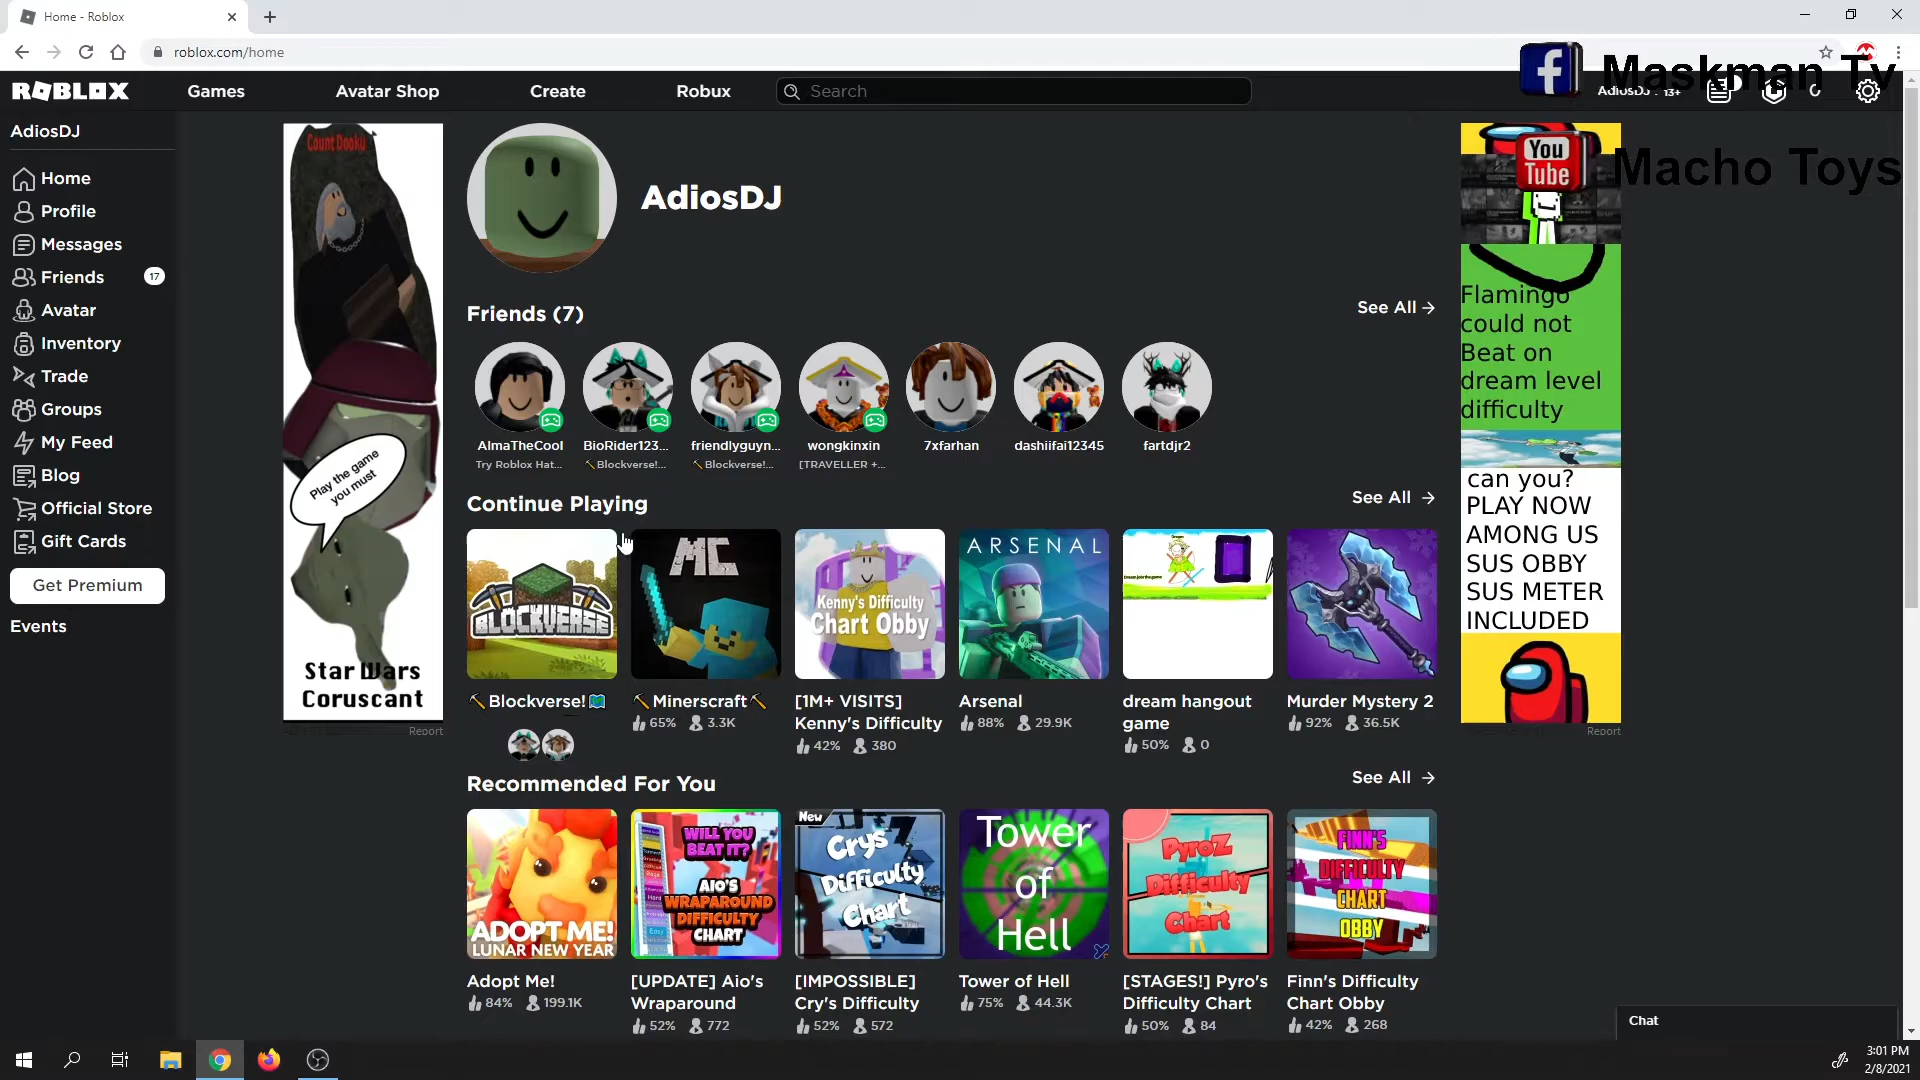 Home - Roblox
roblox.com/home
Maskman Tv
ROBLOX
Games
Avatar Shop
Create
Robux
Search
AdiosDJ : 13+
AdiosDJ
Home
Profile
Messages
Friends
17
Avatar
Inventory
Trade
Groups
My Feed
Blog
Official Store
Gift Cards
Get Premium
Events
Count Dooku
Play the game
you must
Star Wars
Coruscant
Report
AdiosDJ
Friends (7)
See All →
AlmaTheCool
BioRider123...
friendlyguyn...
wongkinxin
7xfarhan
dashiifai12345
fartdjr2
Try Roblox Hat...
Blockverse!...
Blockverse!...
[TRAVELLER +...
Continue Playing
See All →
BLOCKVERSE
MC
Kenny's Difficulty
Chart Obby
ARSENAL
Blockverse!
Minerscraft
65%
3.3K
[1M+ VISITS]
Kenny's Difficulty
42%
380
Arsenal
88%
29.9K
dream hangout
game
50%
0
Murder Mystery 2
92%
36.5K
Recommended For You
See All →
ADOPT ME!
LUNAR NEW YEAR
WILL YOU
BEAT IT?
AIO'S
WRAPAROUND
DIFFICULTY
CHART
New
Crys
Difficulty
Chart
Tower
of
Hell
PyroZ
Difficulty
Chart
FINN'S
DIFFICULTY
CHART
OBBY
Adopt Me!
84%
199.1K
[UPDATE] Aio's
Wraparound
52%
772
[IMPOSSIBLE]
Cry's Difficulty
52%
572
Tower of Hell
75%
44.3K
[STAGES!] Pyro's
Difficulty Chart
50%
84
Finn's Difficulty
Chart Obby
42%
268
You
Tube
Macho Toys
Flamingo
could not
Beat on
dream level
difficulty
can you?
PLAY NOW
AMONG US
SUS OBBY
SUS METER
INCLUDED
Report
Chat
3:01 PM
2/8/2021